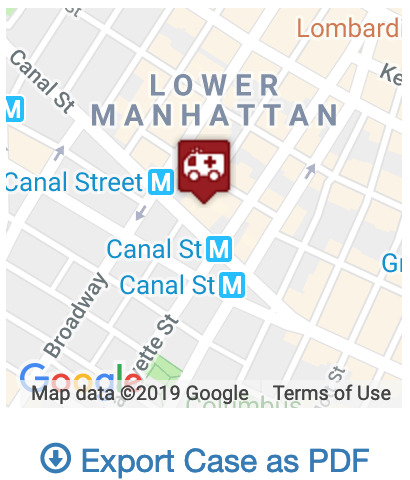 Lombardi
Canal St
Ke
LOWER
MANHATTAN
M
Canal Street M
Canal St M
Canal St M
Gr
Broadway
ette St
Google
Map data ©2019 Google Terms of Use
Columbus
St
Export Case as PDF